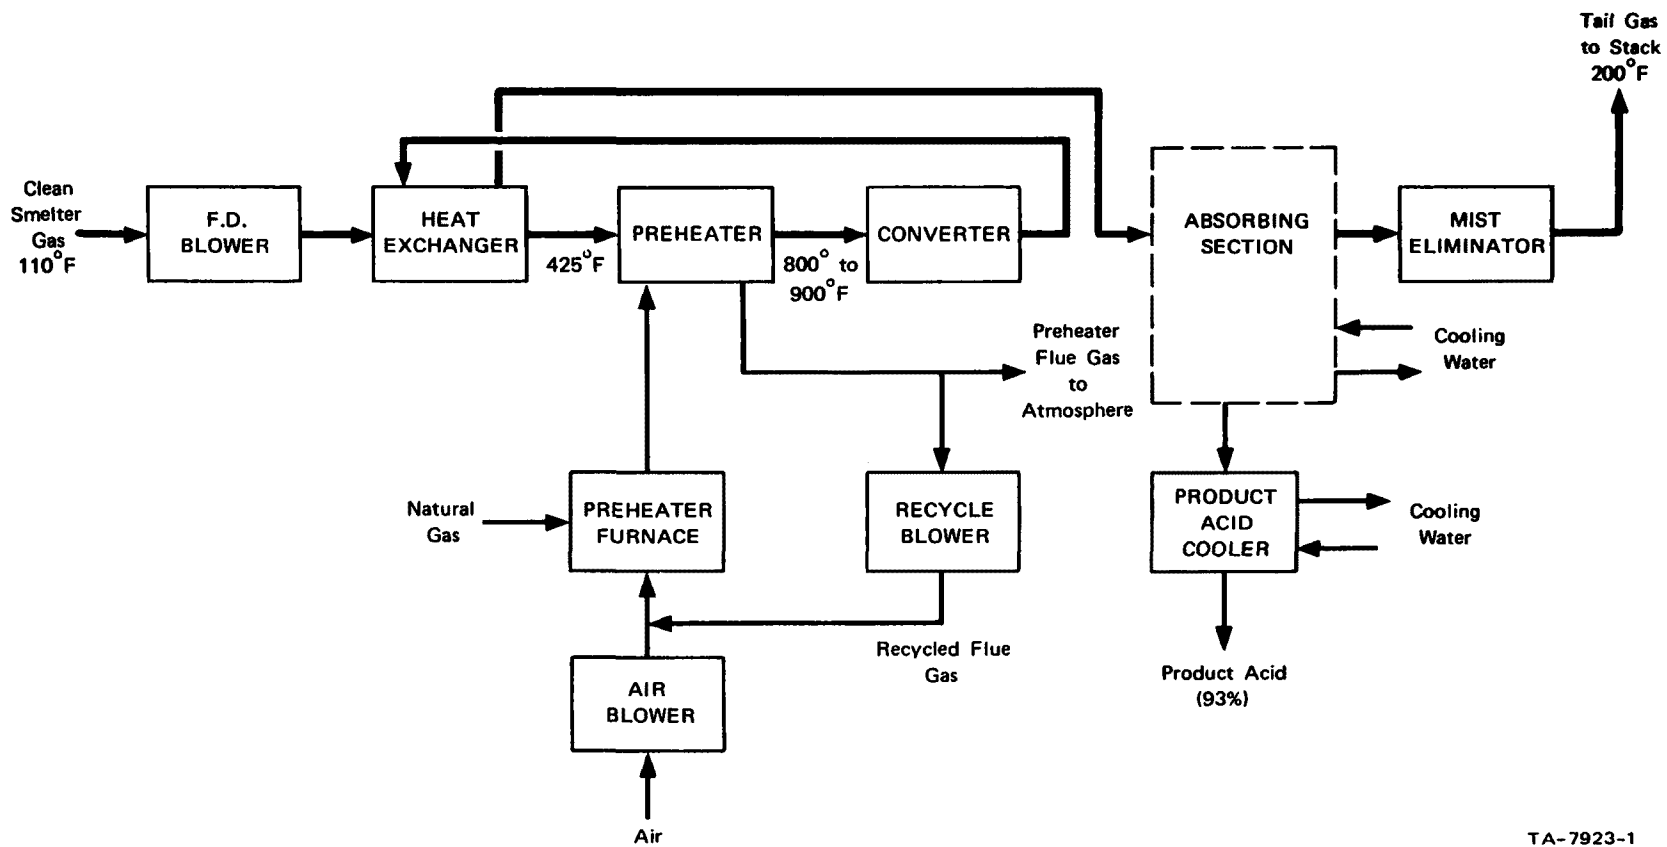 Tail Gas
to Stack
200°F
Clean
Smelter
Gas
110°F
F.D.
BLOWER
HEAT
EXCHANGER
425°F
PREHEATER
800° to
900°F
CONVERTER
ABSORBING
SECTION
MIST
ELIMINATOR
Preheater
Flue Gas
to
Atmosphere
Cooling
Water
Natural
Gas
PREHEATER
FURNACE
RECYCLE
BLOWER
PRODUCT
ACID
COOLER
Cooling
Water
Recycled Flue
Gas
AIR
BLOWER
Product Acid
(93%)
Air
TA-7923-1